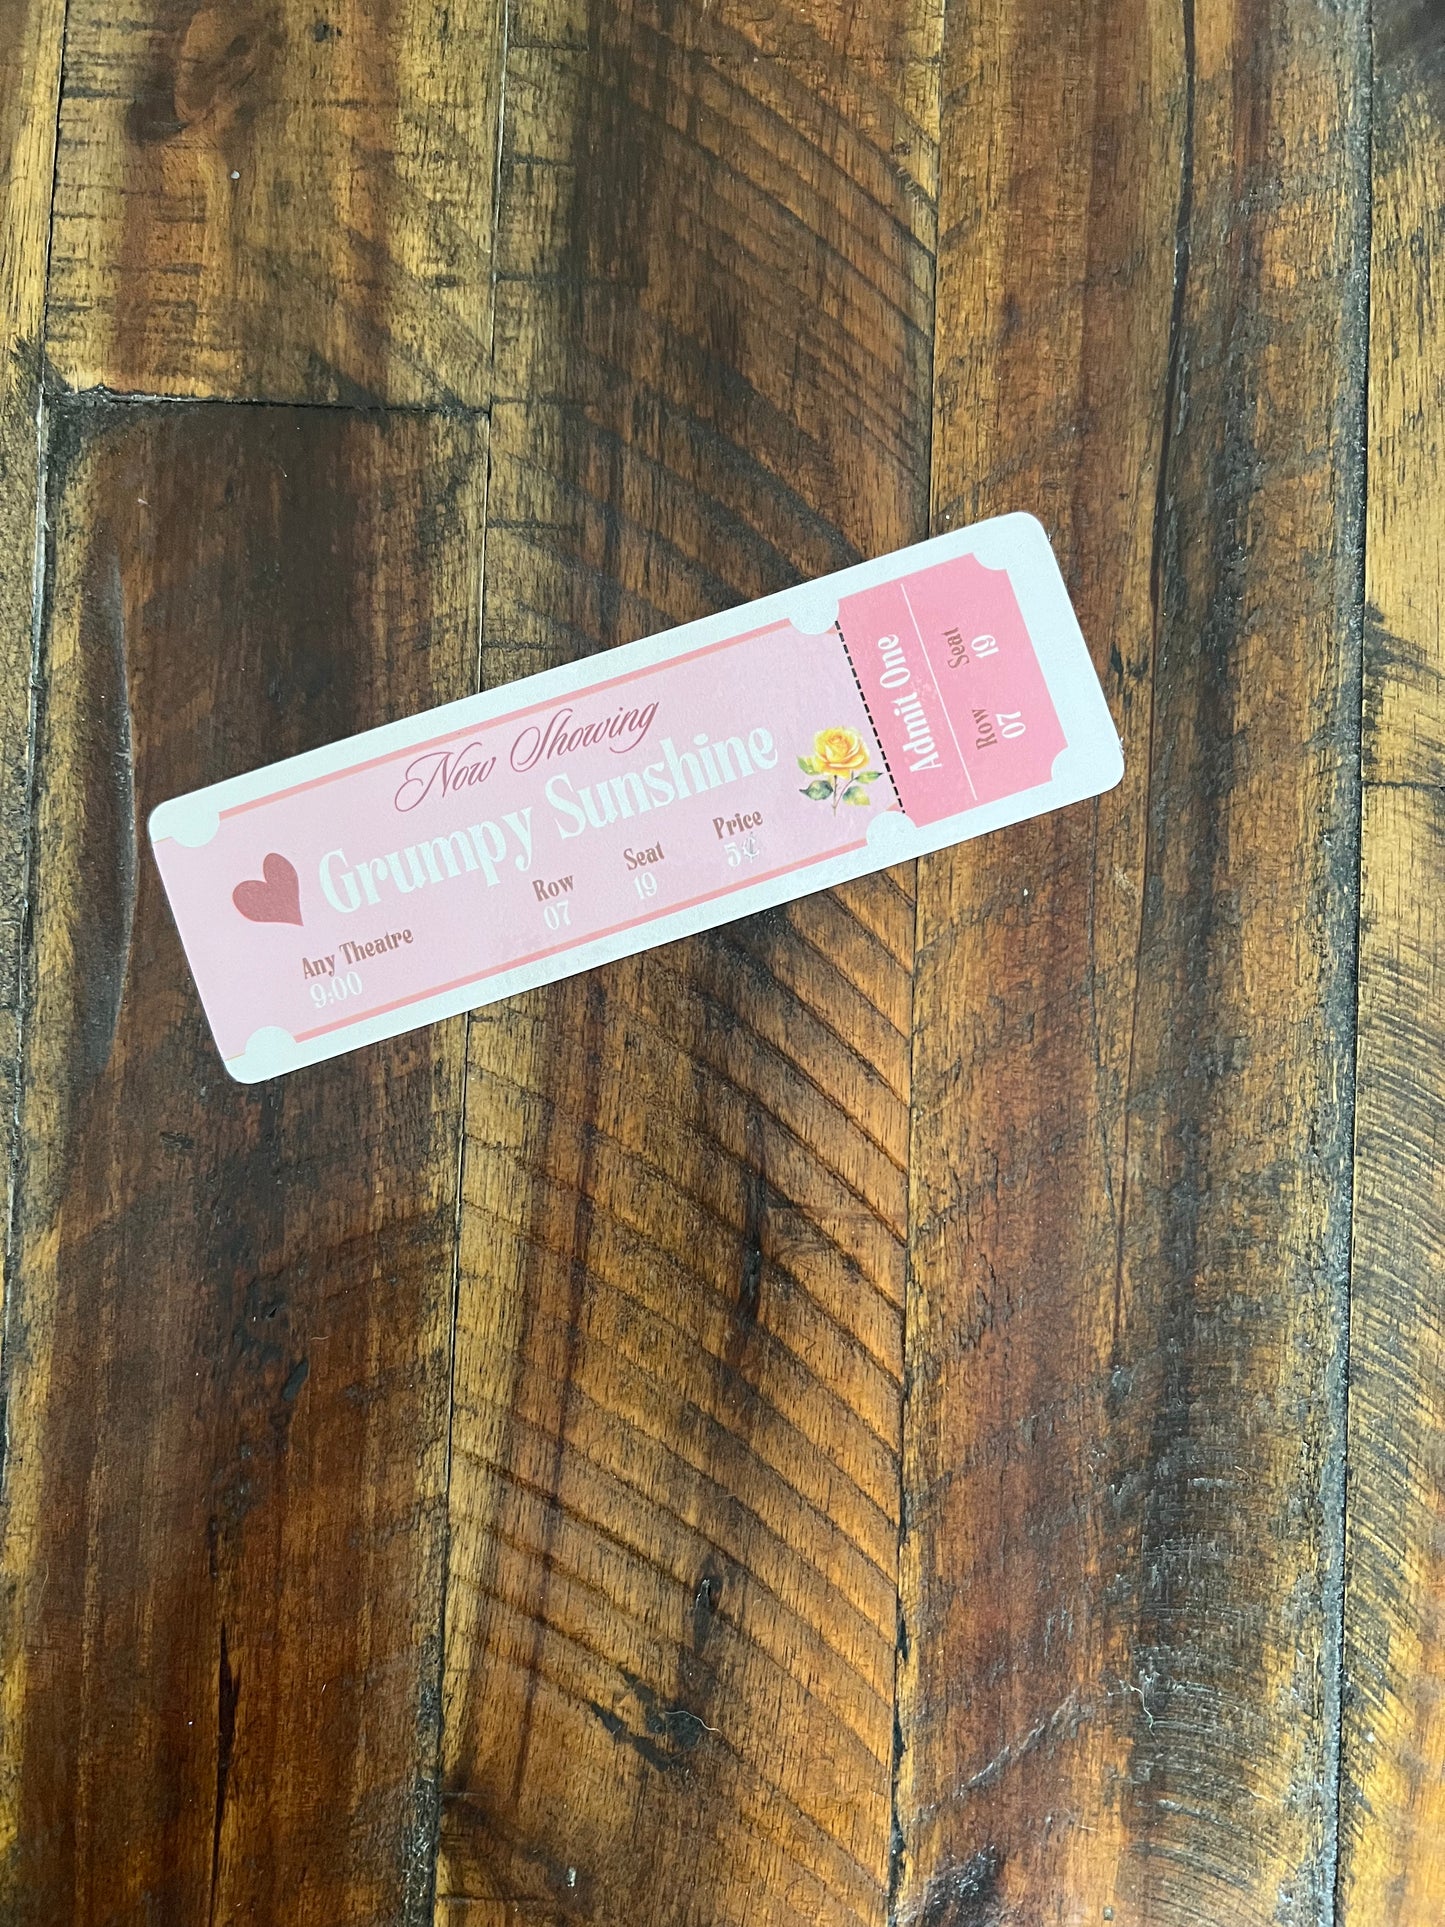 Now Showing
Grumpy Sunshine
Any Theatre
9:00
Row
07
Seat
19
Price
5¢
Admit One
Row
07
Seat
19